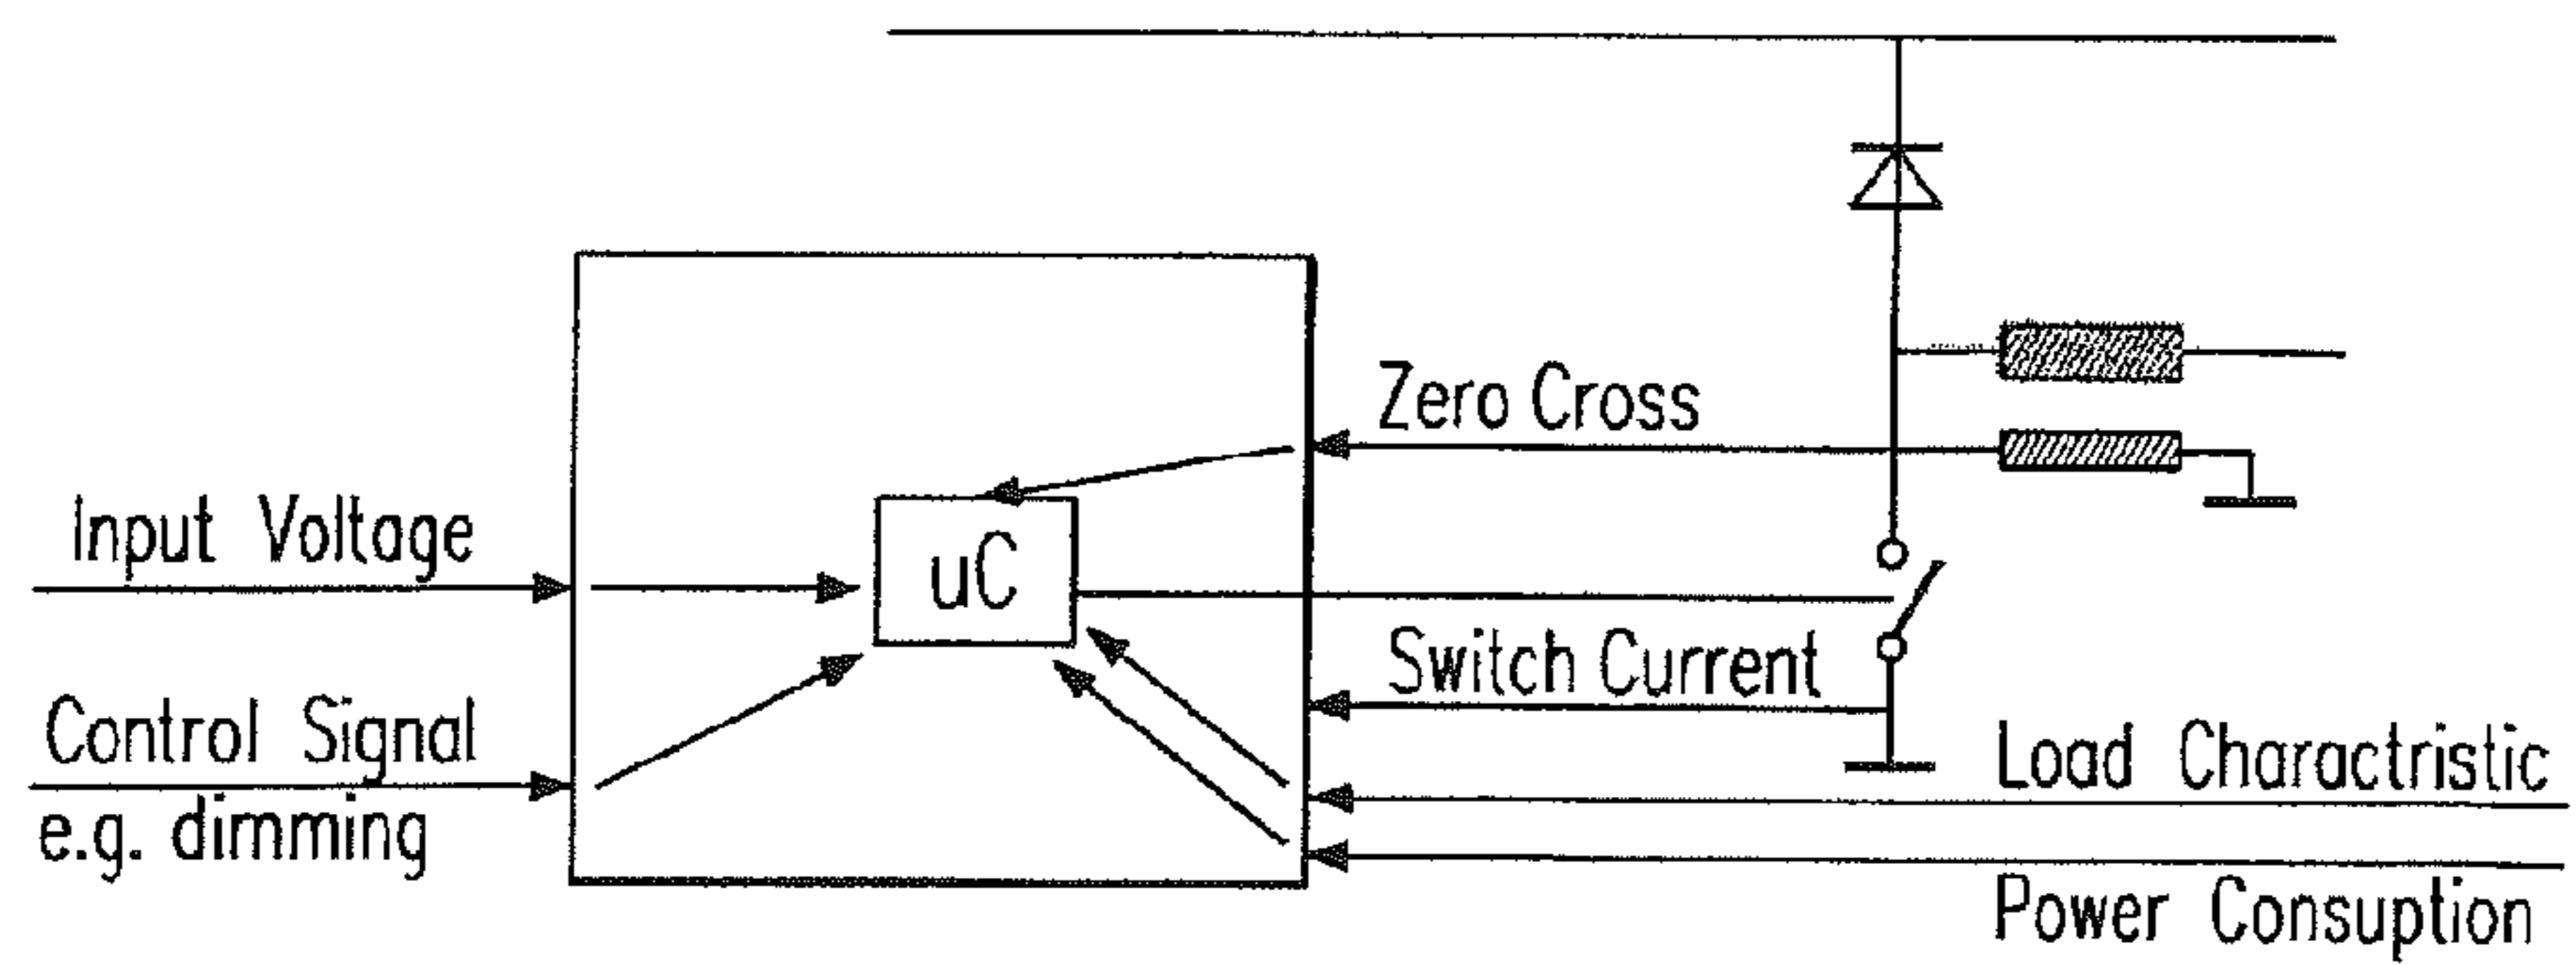 Zero Cross
Input Voltage
uC
Switch Current
Control Signal
e.g. dimming
Load Charactristic
Power Consuption